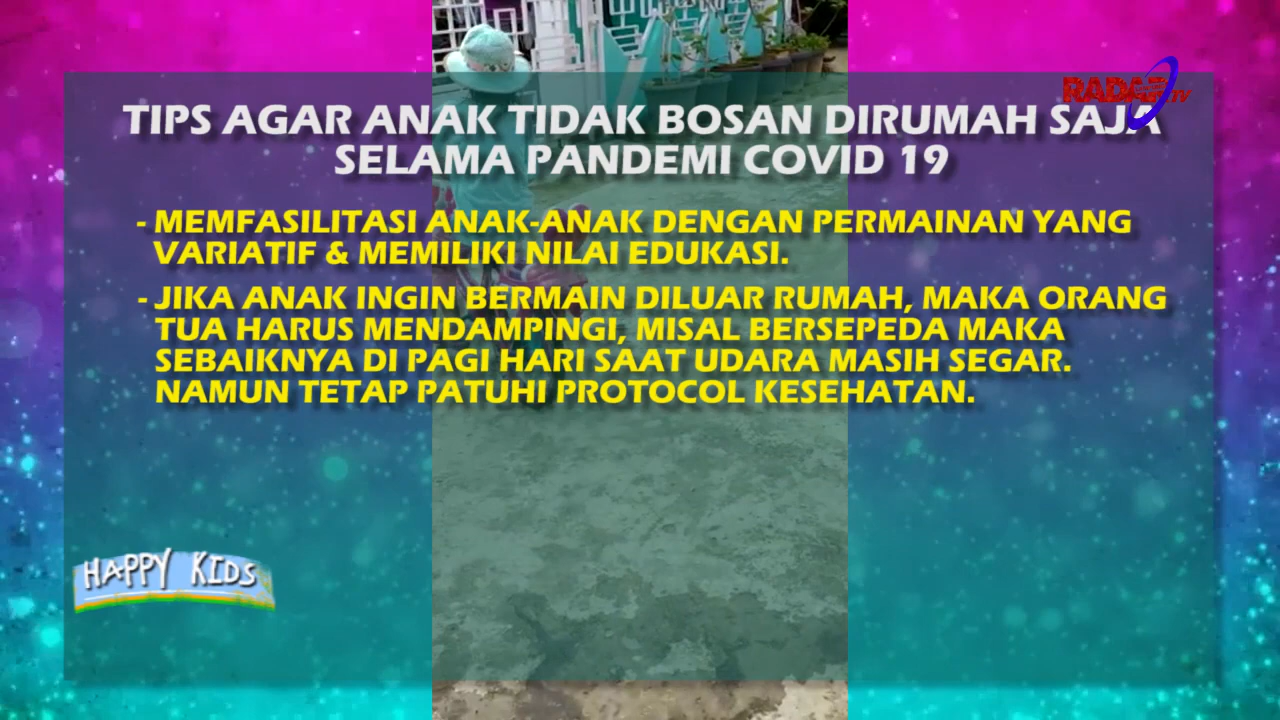 RADAR
TV
TIPS AGAR ANAK TIDAK BOSAN DIRUMAH SAJA
SELAMA PANDEMI COVID 19
- MEMFASILITASI ANAK-ANAK DENGAN PERMAINAN YANG
VARIATIF & MEMILIKI NILAI EDUKASI.
- JIKA ANAK INGIN BERMAIN DILUAR RUMAH, MAKA ORANG
TUA HARUS MENDAMPINGI, MISAL BERSEPEDA MAKA
SEBAIKNYA DI PAGI HARI SAAT UDARA MASIH SEGAR.
NAMUN TETAP PATUHI PROTOCOL KESEHATAN.
HAPPY KIDS